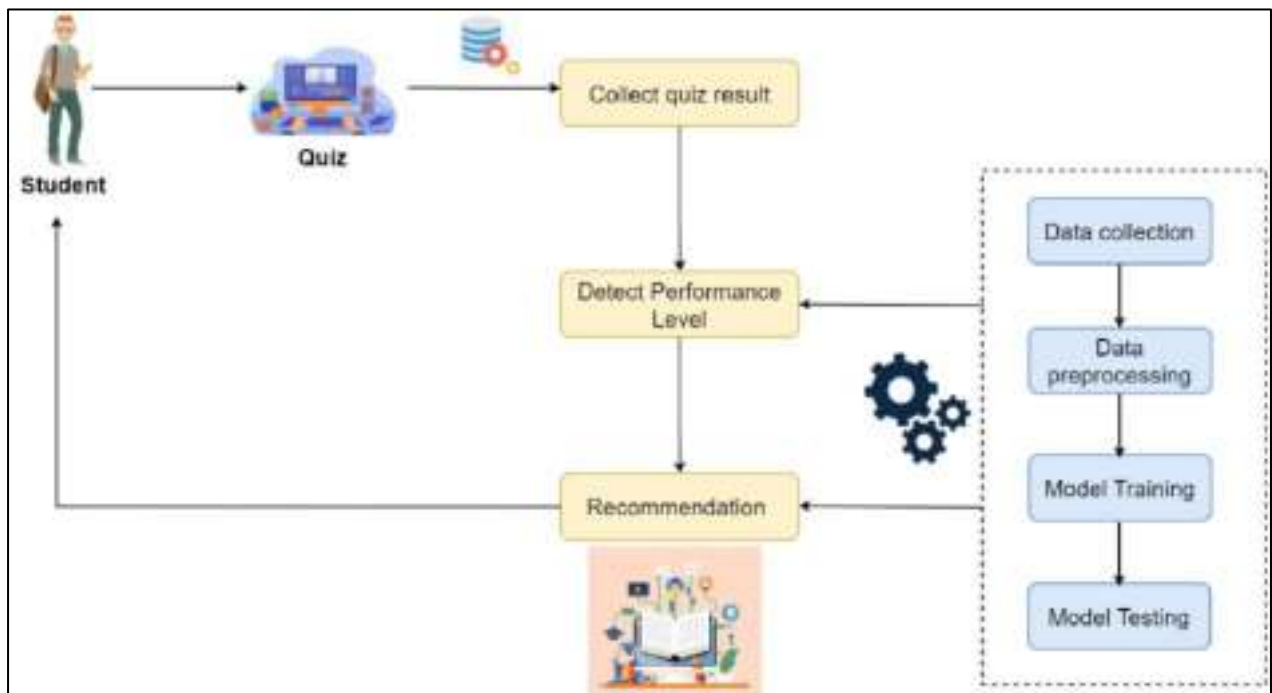 Student
Quiz
Collect quiz result
Detect Performance
Level
Recommendation
Data collection
Data
preprocessing
Model Training
Model Testing